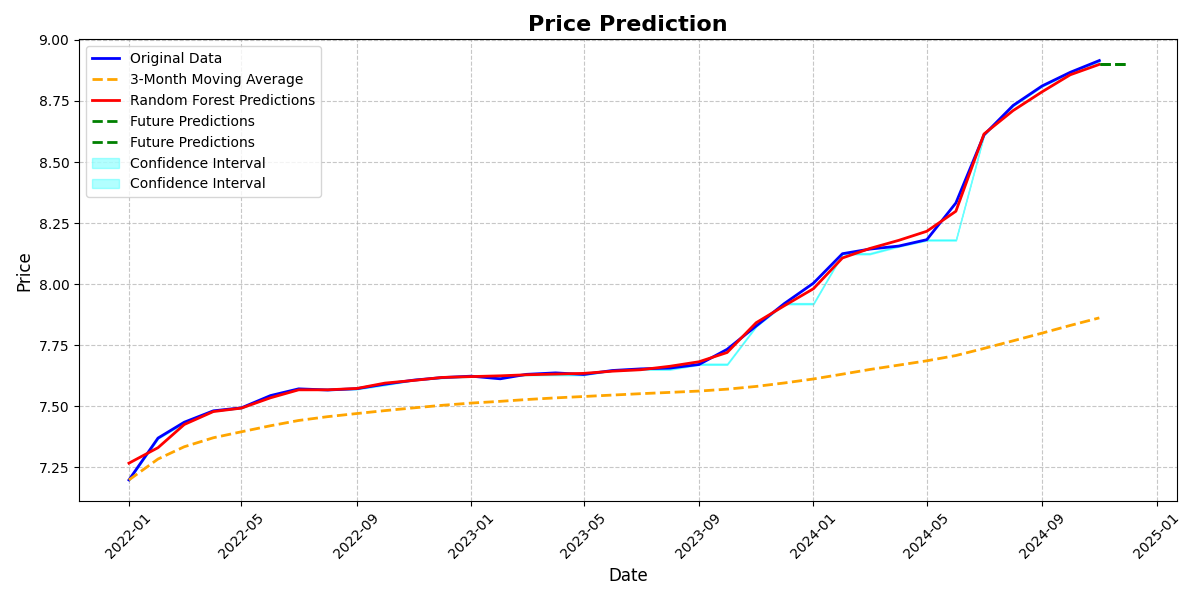 Price Prediction
Original Data
3-Month Moving Average
Random Forest Predictions
Future Predictions
Future Predictions
Confidence Interval
Confidence Interval
Price
9.00
8.75
8.50
8.25
8.00
7.75
7.50
7.25
2022-01
2022-05
2022-09
2023-01
2023-05
2023-09
2024-01
2024-05
2024-09
2025-01
Date